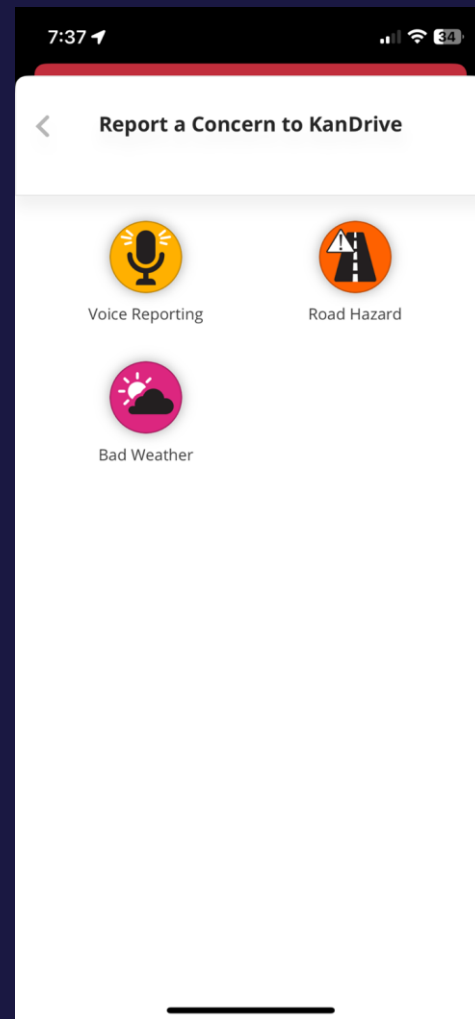 7:37
34
Report a Concern to KanDrive
Voice Reporting
Road Hazard
Bad Weather